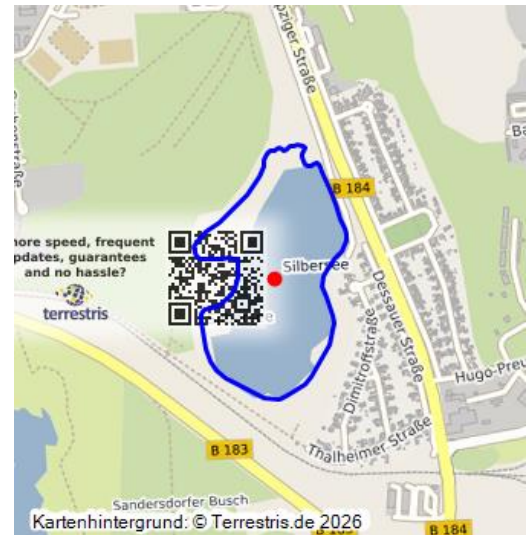 pziger Straße
B 184
more speed, frequent
updates, guarantees
and no hassle?
terrestris
Silbersee
Dessauer Straße
Dimitroffstraße
Hugo-Preu
Thalheimer Straße
B 183
Sandersdorfer Busch
Kartenhintergrund: © Terrestris.de 2026
B 184